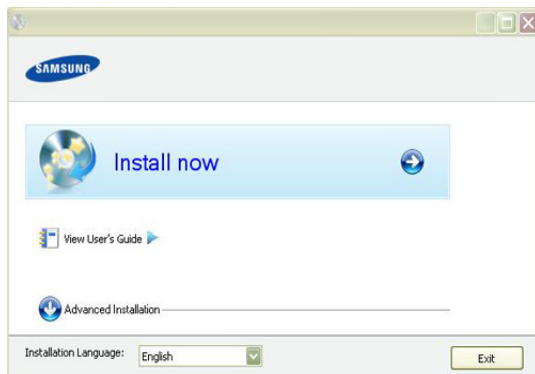 SAMSUNG
Install now
View User's Guide
Advanced Installation
Installation Language: English
Exit